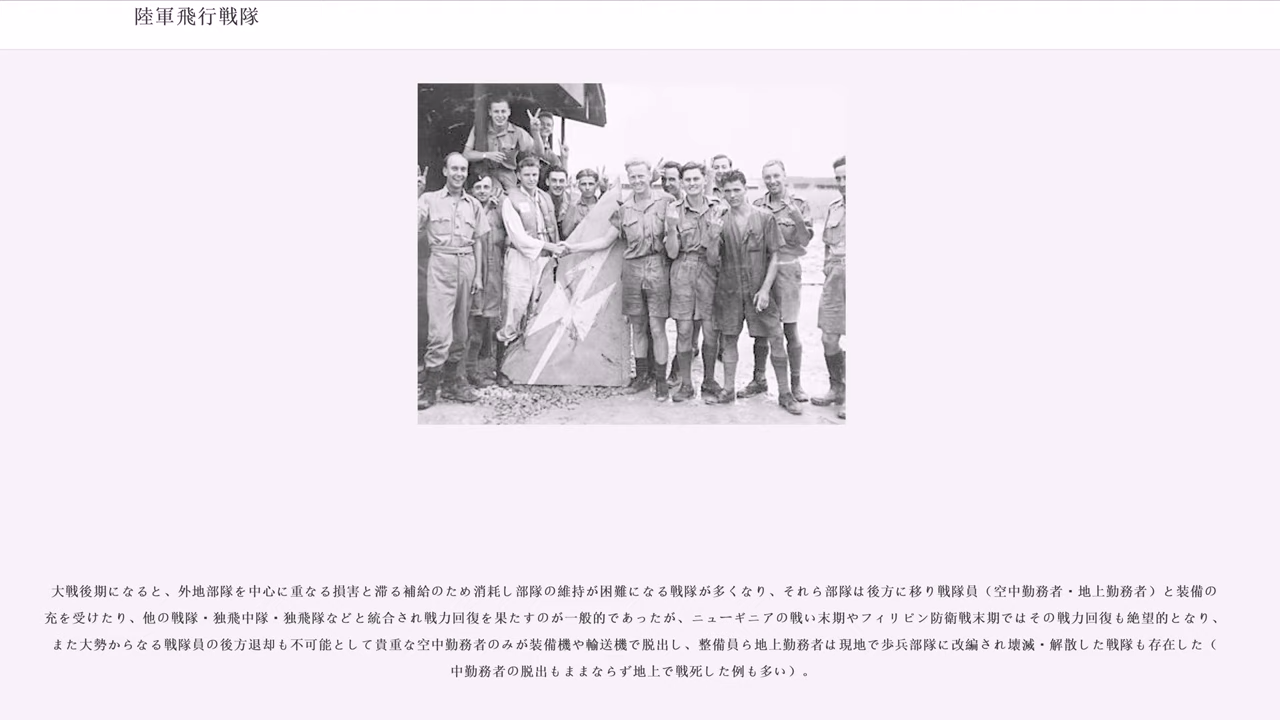 陸軍飛行戦隊
大戦後期になると、外地部隊を中心に重なる損害と滞る補給のため消耗し部隊の維持が困難になる戦隊が多くなり、それら部隊は後方に移り戦隊員（空中勤務者・地上勤務者）と装備の
充を受けたり、他の戦隊・独飛中隊・独飛隊などと統合され戦力回復を果たすのが一般的であったが、ニューギニアの戦い末期やフィリピン防衛戦末期ではその戦力回復も絶望的となり、
また大勢からなる戦隊員の後方退却も不可能として貴重な空中勤務者のみが装備機や輸送機で脱出し、整備員ら地上勤務者は現地で歩兵部隊に改編され壊滅・解散した戦隊も存在した（
中勤務者の脱出もままならず地上で戦死した例も多い）。